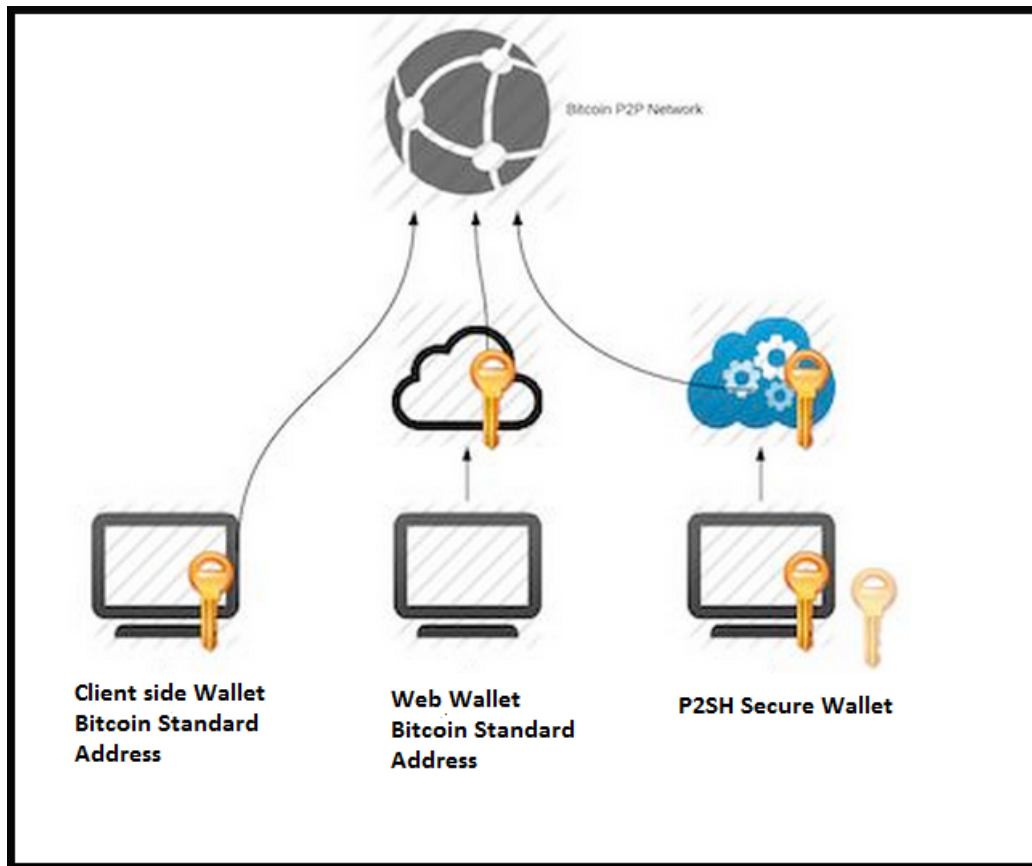 Bitcoin P2P Network
Client side Wallet
Bitcoin Standard
Address
Web Wallet
Bitcoin Standard
Address
P2SH Secure Wallet